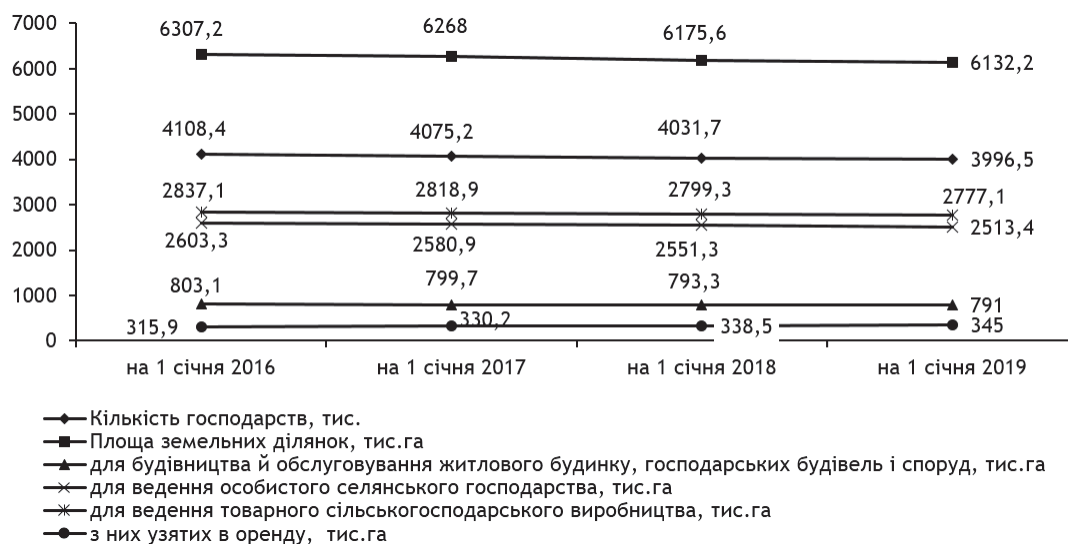 7000
6307,2 6268 6175,6
6132,2
6000
5000
4108,4 4075,2 4031,7
3996,5
4000
2837,1 2818,9 2799,3 2777,1
3000
2603,3 2580,9 2551,3 2513,4
2000
803,1 799,7 793,3 791
1000
315,9 330,2 338,5 345
0
на 1 січня 2016 на 1 січня 2017 на 1 січня 2018 на 1 січня 2019
Кількість господарств, тис.
Площа земельних ділянок, тис.га
для будівництва й обслуговування житлового будинку, господарських будівель і споруд, тис.га
для ведення особистого селянського господарства, тис.га
для ведення товарного сільськогосподарського виробництва, тис.га
з них узятих в оренду, тис.га